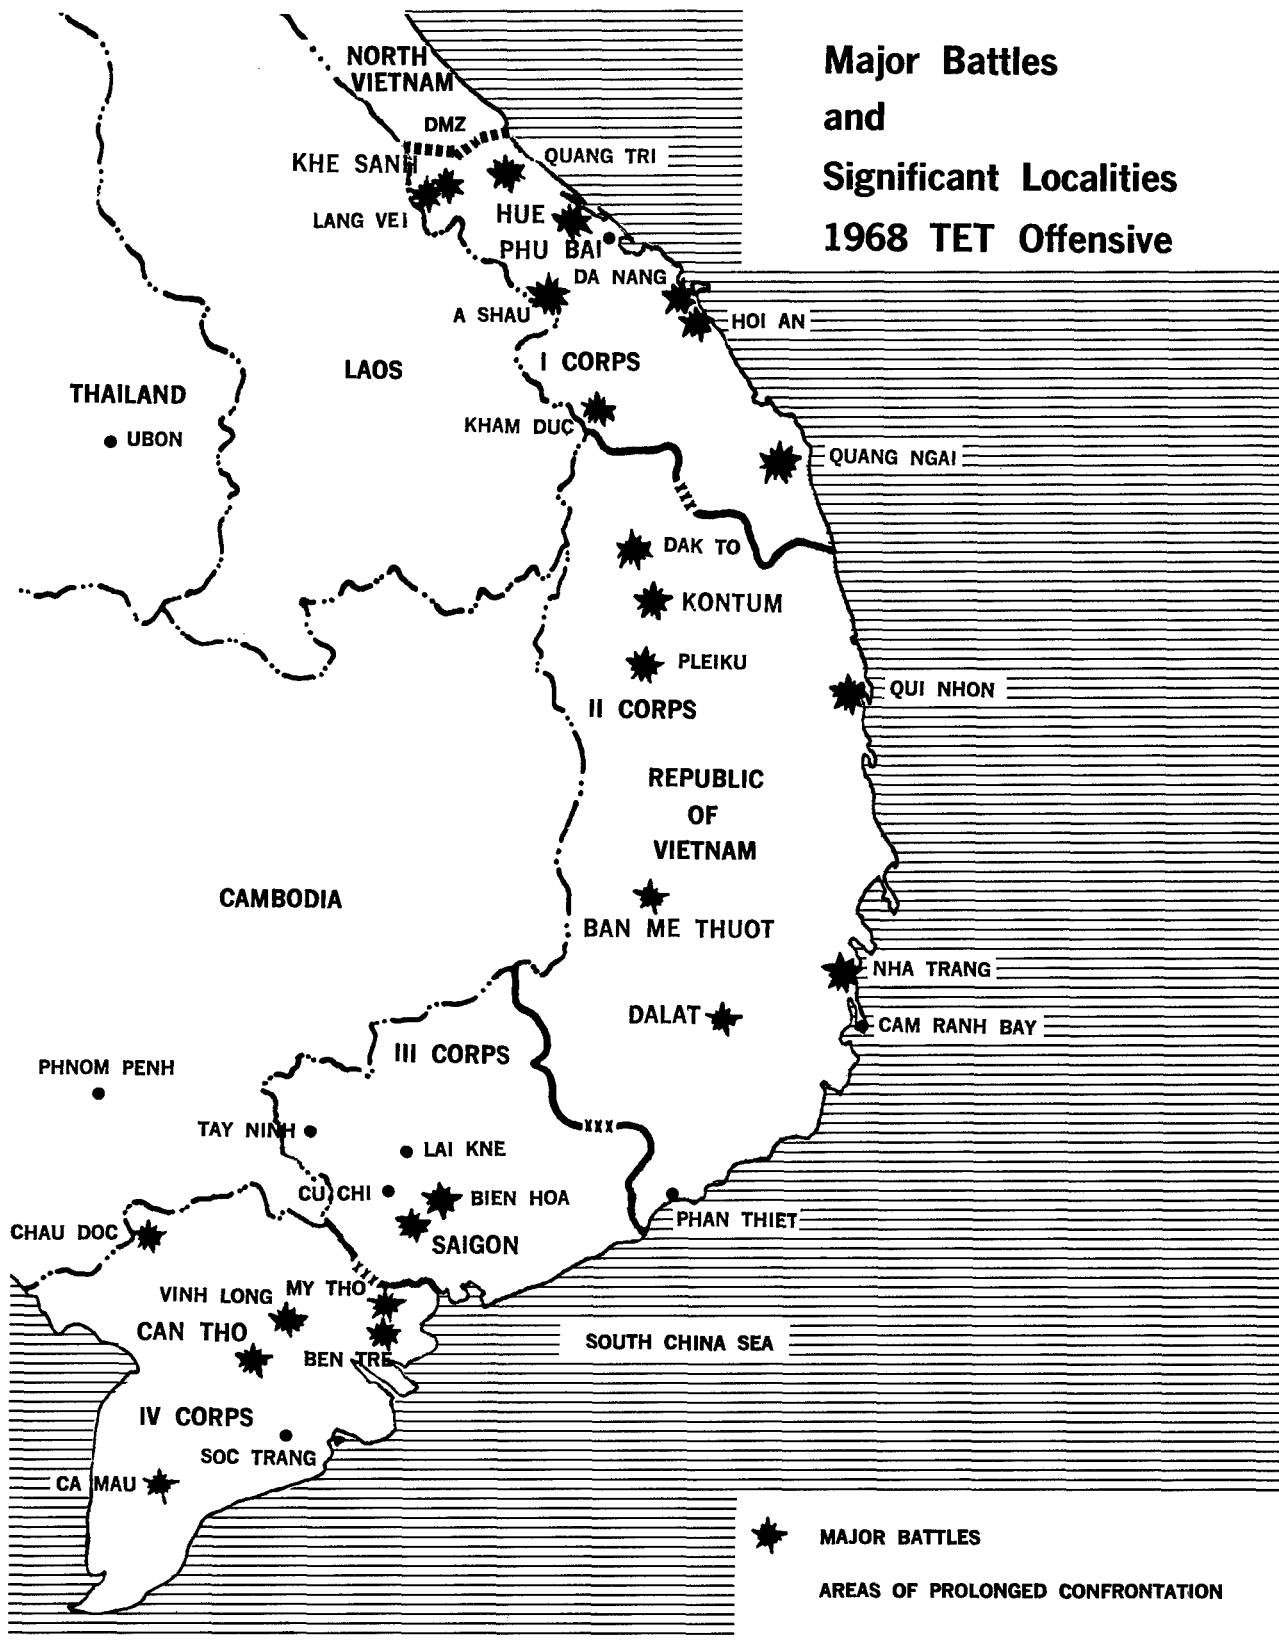 Major Battles
and
Significant Localities
1968 TET Offensive
NORTH
VIETNAM
DMZ
KHE SANH
QUANG TRI
LANG VEI
HUE
PHU BAI
DA NANG
A SHAU
HOI AN
I CORPS
LAOS
THAILAND
KHAM DUC
UBON
QUANG NGAI
DAK TO
KONTUM
PLEIKU
QUI NHON
II CORPS
REPUBLIC
OF
VIETNAM
CAMBODIA
BAN ME THUOT
NHA TRANG
DALAT
CAM RANH BAY
III CORPS
PHNOM PENH
TAY NINH
LAI KNE
CU CHI
BIEN HOA
PHAN THIET
CHAU DOC
SAIGON
VINH LONG
MY THO
CAN THO
SOUTH CHINA SEA
BEN TRE
IV CORPS
SOC TRANG
CA MAU
XXX
XXX
XXX
MAJOR BATTLES
AREAS OF PROLONGED CONFRONTATION